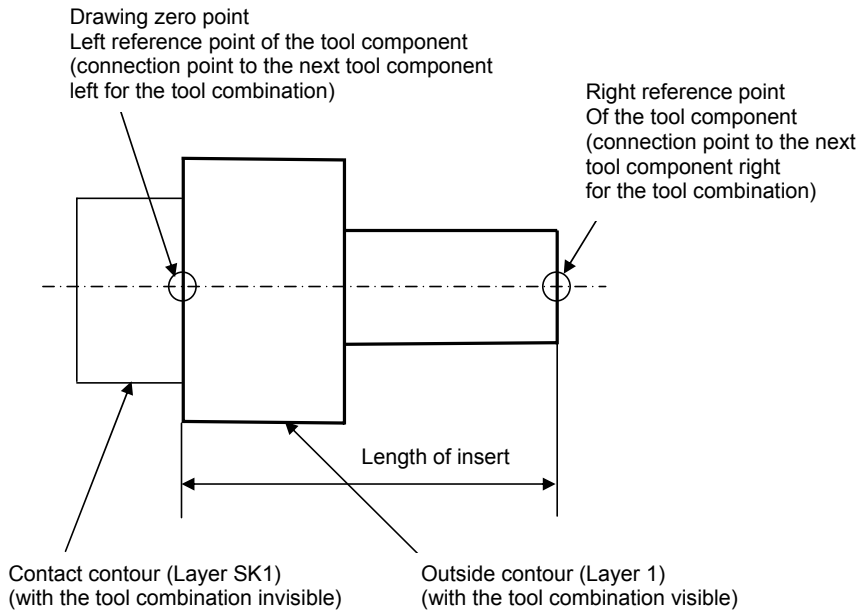 Drawing zero point
Left reference point of the tool component
(connection point to the next tool component
left for the tool combination)
Right reference point
Of the tool component
(connection point to the next
tool component right
for the tool combination)
Length of insert
Contact contour (Layer SK1)
(with the tool combination invisible)
Outside contour (Layer 1)
(with the tool combination visible)